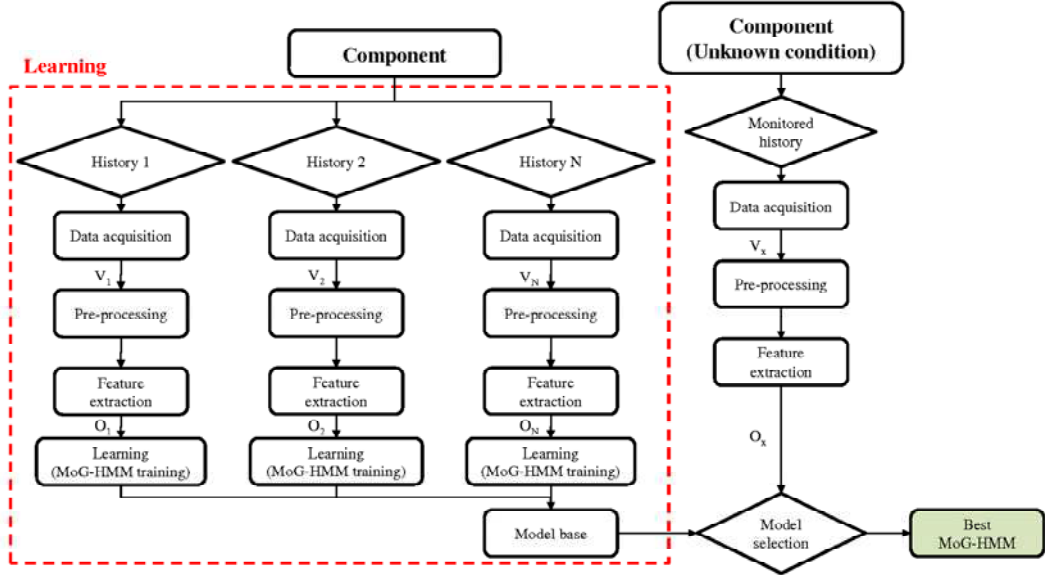 Component
Component
(Unknown condition)
Learning
Monitored
history
History 1
History 2
History N
Data acquisition
Data acquisition
Data acquisition
Data acquisition
V1
V2
VN
Vx
Pre-processing
Pre-processing
Pre-processing
Pre-processing
Feature
extraction
Feature
extraction
Feature
extraction
Feature
extraction
O1
O2
ON
Ox
Learning
(MoG-HMM training)
Learning
(MoG-HMM training)
Learning
(MoG-HMM training)
Model base
Model
selection
Best
MoG-HMM